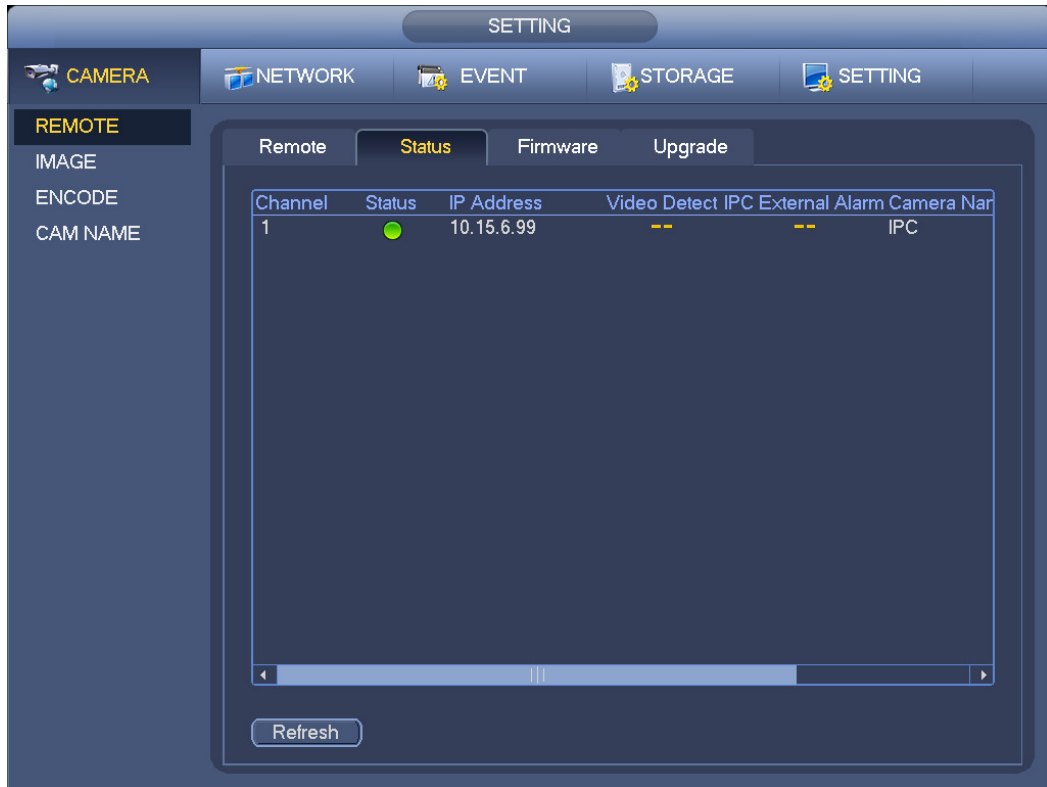 SETTING
CAMERA NETWORK EVENT STORAGE SETTING
REMOTE
IMAGE
ENCODE
CAM NAME
Remote Status Firmware Upgrade
Channel Status IP Address Video Detect IPC External Alarm Camera Nar
1 10.15.6.99 -- -- IPC
Refresh